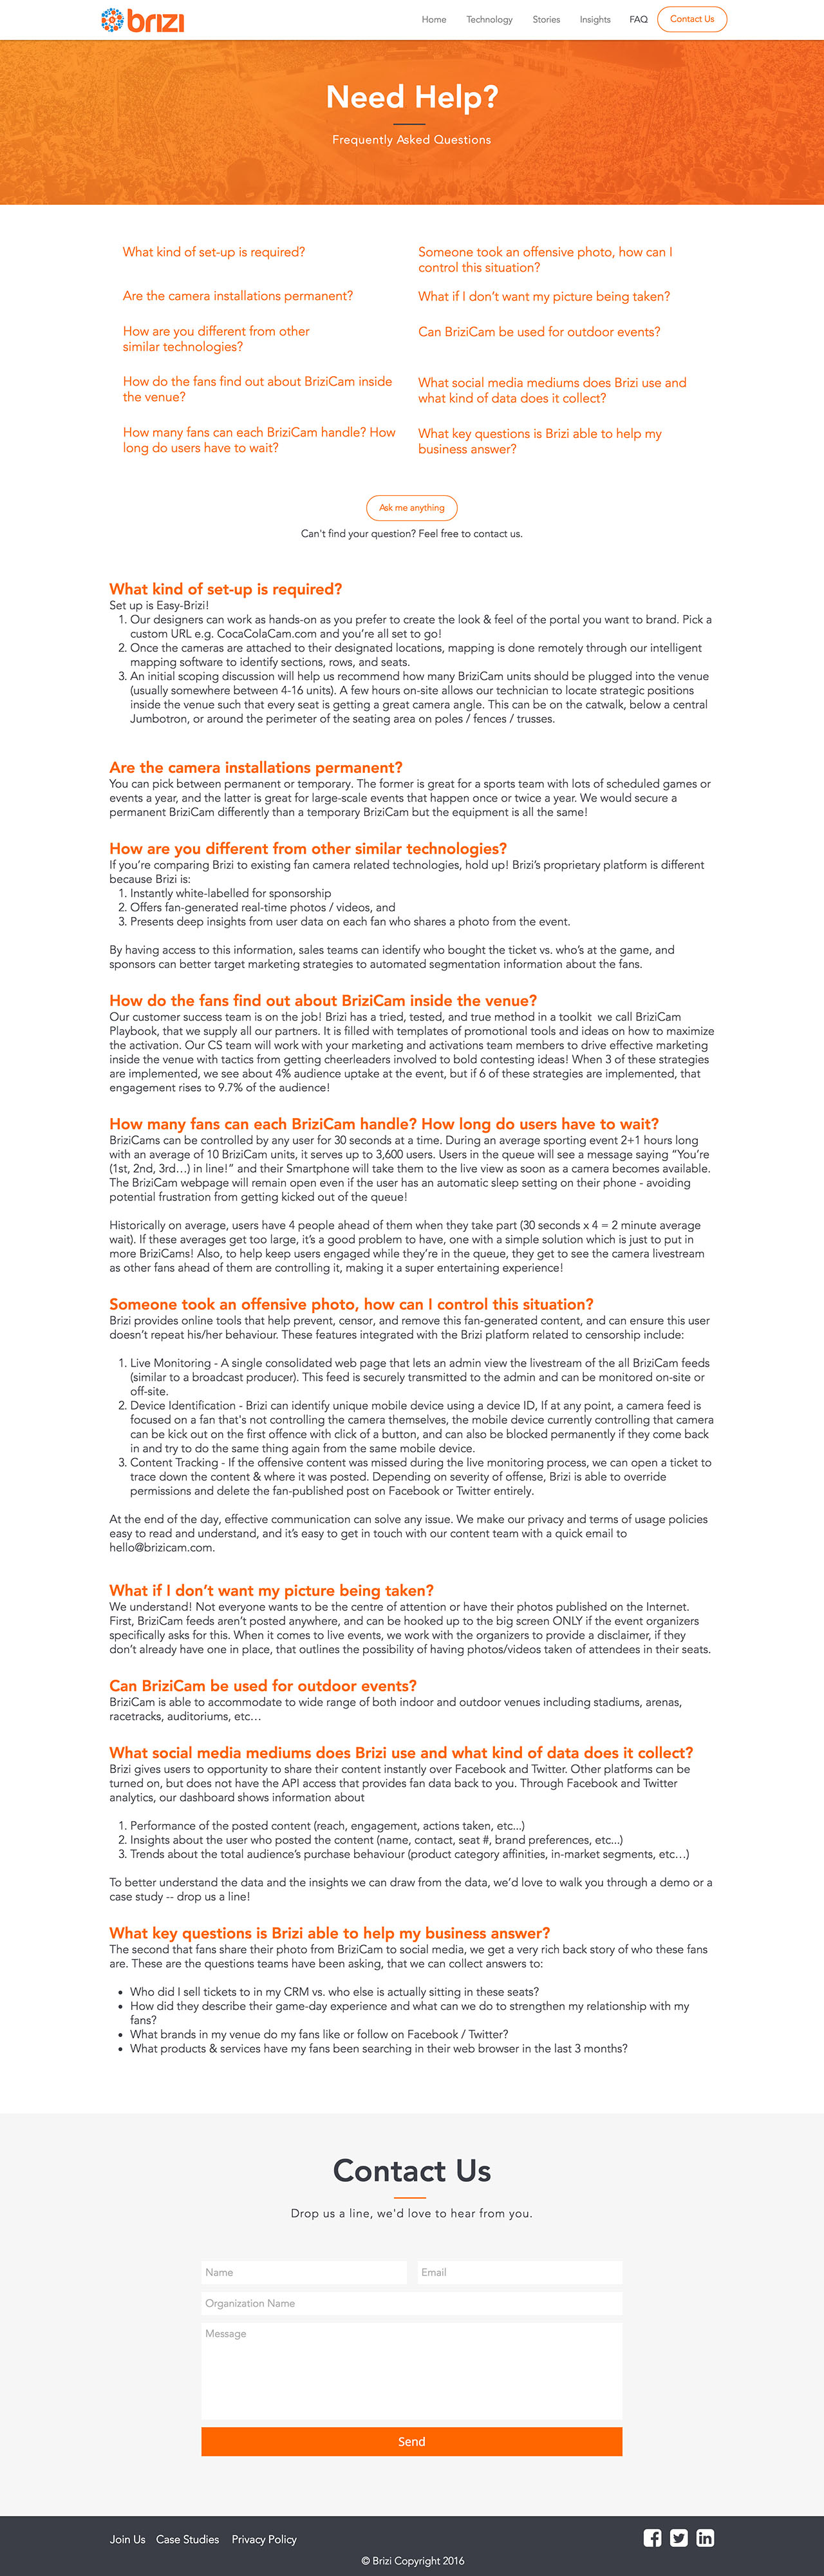 brizi
Home Technology Stories Insights FAQ Contact Us
Need Help?
Frequently Asked Questions
What kind of set-up is required?
Are the camera installations permanent?
How are you different from other
similar technologies?
How do the fans find out about BriziCam inside
the venue?
How many fans can each BriziCam handle? How
long do users have to wait?
Someone took an offensive photo, how can I
control this situation?
What if I don't want my picture being taken?
Can BriziCam be used for outdoor events?
What social media mediums does Brizi use and
what kind of data does it collect?
What key questions is Brizi able to help my
business answer?
Ask me anything
Can't find your question? Feel free to contact us.
What kind of set-up is required?
Set up is Easy-Brizi!
1. Our designers can work as hands-on as you prefer to create the look & feel of the portal you want to brand. Pick a
custom URL e.g. CocaColaCam.com and you're all set to go!
2. Once the cameras are attached to their designated locations, mapping is done remotely through our intelligent
mapping software to identify sections, rows, and seats.
3. An initial scoping discussion will help us recommend how many BriziCam units should be plugged into the venue
(usually somewhere between 4-16 units). A few hours on-site allows our technician to locate strategic positions
inside the venue such that every seat is getting a great camera angle. This can be on the catwalk, below a central
Jumbotron, or around the perimeter of the seating area on poles / fences / trusses.
Are the camera installations permanent?
You can pick between permanent or temporary. The former is great for a sports team with lots of scheduled games or
events a year, and the latter is great for large-scale events that happen once or twice a year. We would secure a
permanent BriziCam differently than a temporary BriziCam but the equipment is all the same!
How are you different from other similar technologies?
If you're comparing Brizi to existing fan camera related technologies, hold up! Brizi's proprietary platform is different
because Brizi is:
1. Instantly white-labelled for sponsorship
2. Offers fan-generated real-time photos / videos, and
3. Presents deep insights from user data on each fan who shares a photo from the event.
By having access to this information, sales teams can identify who bought the ticket vs. who's at the game, and
sponsors can better target marketing strategies to automated segmentation information about the fans.
How do the fans find out about BriziCam inside the venue?
Our customer success team is on the job! Brizi has a tried, tested, and true method in a toolkit we call BriziCam
Playbook, that we supply all our partners. It is filled with templates of promotional tools and ideas on how to maximize
the activation. Our CS team will work with your marketing and activations team members to drive effective marketing
inside the venue with tactics from getting cheerleaders involved to bold contesting ideas! When 3 of these strategies
are implemented, we see about 4% audience uptake at the event, but if 6 of these strategies are implemented, that
engagement rises to 9.7% of the audience!
How many fans can each BriziCam handle? How long do users have to wait?
BriziCams can be controlled by any user for 30 seconds at a time. During an average sporting event 2+1 hours long
with an average of 10 BriziCam units, it serves up to 3,600 users. Users in the queue will see a message saying "You're
(1st, 2nd, 3rd...) in line!" and their Smartphone will take them to the live view as soon as a camera becomes available.
The BriziCam webpage will remain open even if the user has an automatic sleep setting on their phone - avoiding
potential frustration from getting kicked out of the queue!
Historically on average, users have 4 people ahead of them when they take part (30 seconds x 4 = 2 minute average
wait). If these averages get too large, it's a good problem to have, one with a simple solution which is just to put in
more BriziCams! Also, to help keep users engaged while they're in the queue, they get to see the camera livestream
as other fans ahead of them are controlling it, making it a super entertaining experience!
Someone took an offensive photo, how can I control this situation?
Brizi provides online tools that help prevent, censor, and remove this fan-generated content, and can ensure this user
doesn't repeat his/her behaviour. These features integrated with the Brizi platform related to censorship include:
1. Live Monitoring - A single consolidated web page that lets an admin view the livestream of the all BriziCam feeds
(similar to a broadcast producer). This feed is securely transmitted to the admin and can be monitored on-site or
off-site.
2. Device Identification - Brizi can identify unique mobile device using a device ID, If at any point, a camera feed is
focused on a fan that's not controlling the camera themselves, the mobile device currently controlling that camera
can be kick out on the first offence with click of a button, and can also be blocked permanently if they come back
in and try to do the same thing again from the same mobile device.
3. Content Tracking - If the offensive content was missed during the live monitoring process, we can open a ticket to
trace down the content & where it was posted. Depending on severity of offense, Brizi is able to override
permissions and delete the fan-published post on Facebook or Twitter entirely.
At the end of the day, effective communication can solve any issue. We make our privacy and terms of usage policies
easy to read and understand, and it's easy to get in touch with our content team with a quick email to
hello@brizicam.com.
What if I don't want my picture being taken?
We understand! Not everyone wants to be the centre of attention or have their photos published on the Internet.
First, BriziCam feeds aren't posted anywhere, and can be hooked up to the big screen ONLY if the event organizers
specifically asks for this. When it comes to live events, we work with the organizers to provide a disclaimer, if they
don't already have one in place, that outlines the possibility of having photos/videos taken of attendees in their seats.
Can BriziCam be used for outdoor events?
BriziCam is able to accommodate to wide range of both indoor and outdoor venues including stadiums, arenas,
racetracks, auditoriums, etc...
What social media mediums does Brizi use and what kind of data does it collect?
Brizi gives users to opportunity to share their content instantly over Facebook and Twitter. Other platforms can be
turned on, but does not have the API access that provides fan data back to you. Through Facebook and Twitter
analytics, our dashboard shows information about
1. Performance of the posted content (reach, engagement, actions taken, etc...)
2. Insights about the user who posted the content (name, contact, seat #, brand preferences, etc...)
3. Trends about the total audience's purchase behaviour (product category affinities, in-market segments, etc...)
To better understand the data and the insights we can draw from the data, we'd love to walk you through a demo or a
case study -- drop us a line!
What key questions is Brizi able to help my business answer?
The second that fans share their photo from BriziCam to social media, we get a very rich back story of who these fans
are. These are the questions teams have been asking, that we can collect answers to:
• Who did I sell tickets to in my CRM vs. who else is actually sitting in these seats?
• How did they describe their game-day experience and what can we do to strengthen my relationship with my
fans?
• What brands in my venue do my fans like or follow on Facebook / Twitter?
• What products & services have my fans been searching in their web browser in the last 3 months?
Contact Us
Drop us a line, we'd love to hear from you.
Name Email
Organization Name
Message
Send
Join Us Case Studies Privacy Policy
© Brizi Copyright 2016